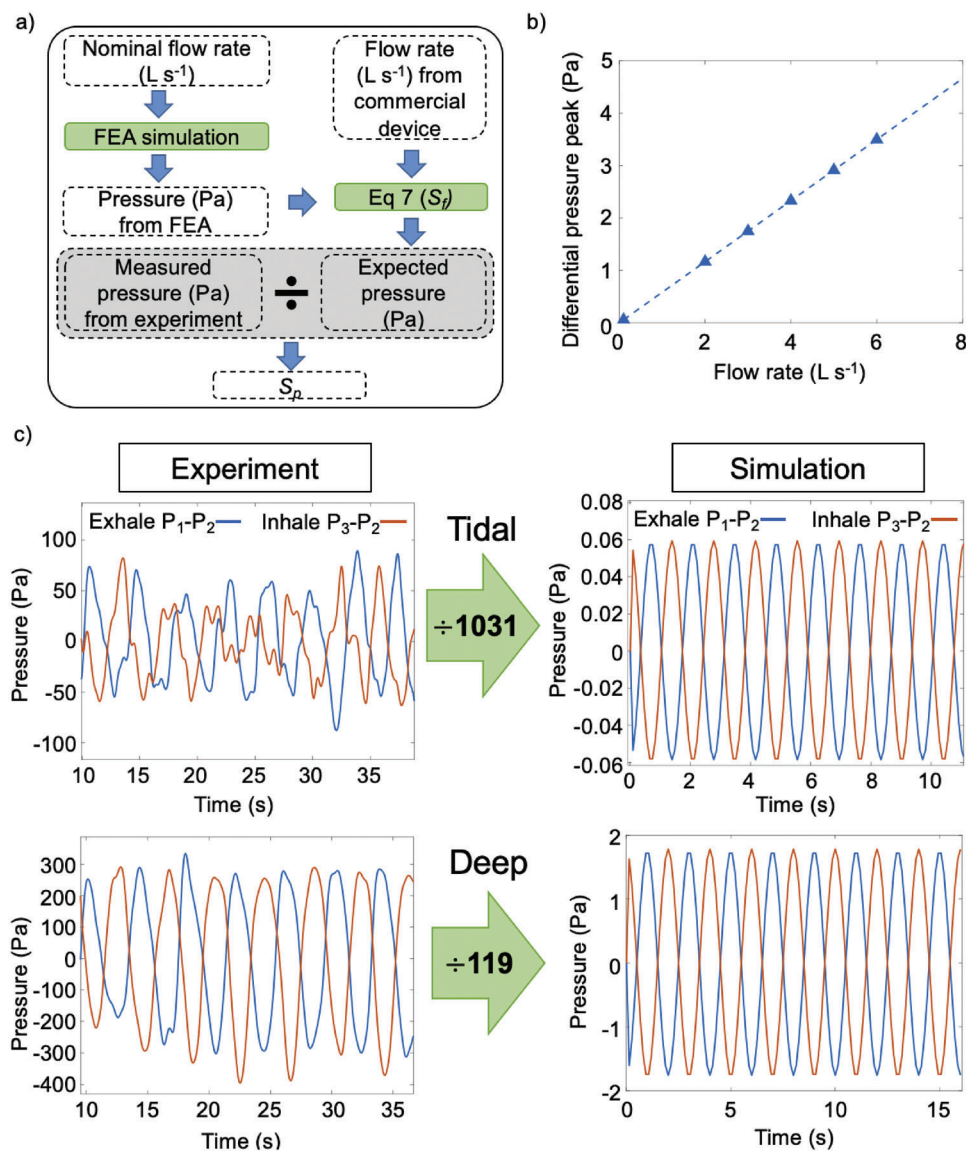 a)
Nominal flow rate
(L s⁻¹)
Flow rate
(L s⁻¹) from
commercial
device
FEA simulation
Pressure (Pa)
from FEA
Eq 7 (S_f)
Measured
pressure (Pa)
from experiment
÷
Expected
pressure
(Pa)
S_p
b)
Differential pressure peak (Pa)
5
4
3
2
1
0
0
2
4
6
8
Flow rate (L s⁻¹)
c)
Experiment
Simulation
Exhale P₁-P₂
Inhale P₃-P₂
Pressure (Pa)
100
50
0
-50
-100
10
15
20
25
30
35
Time (s)
Tidal
÷1031
Exhale P₁-P₂
Inhale P₃-P₂
Pressure (Pa)
0.08
0.06
0.04
0.02
0
-0.02
-0.04
-0.06
0
2
4
6
8
10
Time (s)
Pressure (Pa)
300
200
100
0
-100
-200
-300
-400
10
15
20
25
30
35
Time (s)
Deep
÷119
Pressure (Pa)
2
1
0
-1
-2
0
5
10
15
Time (s)